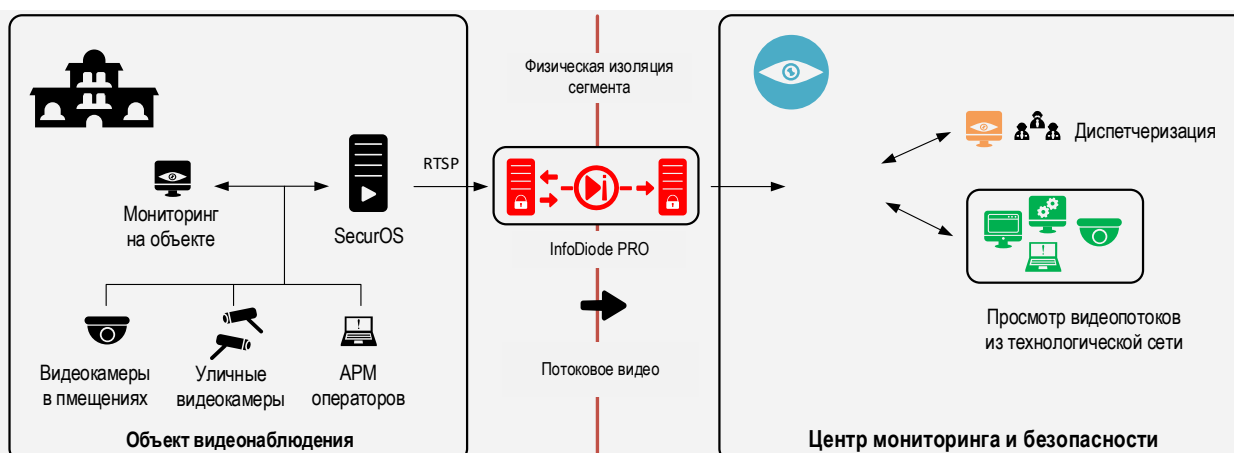 Мониторинг
на объекте
SecurOS
RTSP
Видеокамеры
в пмещениях
Уличные
видеокамеры
АРМ
операторов
Объект видеонаблюдения
Физическая изоляция
сегмента
InfoDiode PRO
Потоковое видео
Диспетчеризация
Просмотр видеопотоков
из технологической сети
Центр мониторинга и безопасности